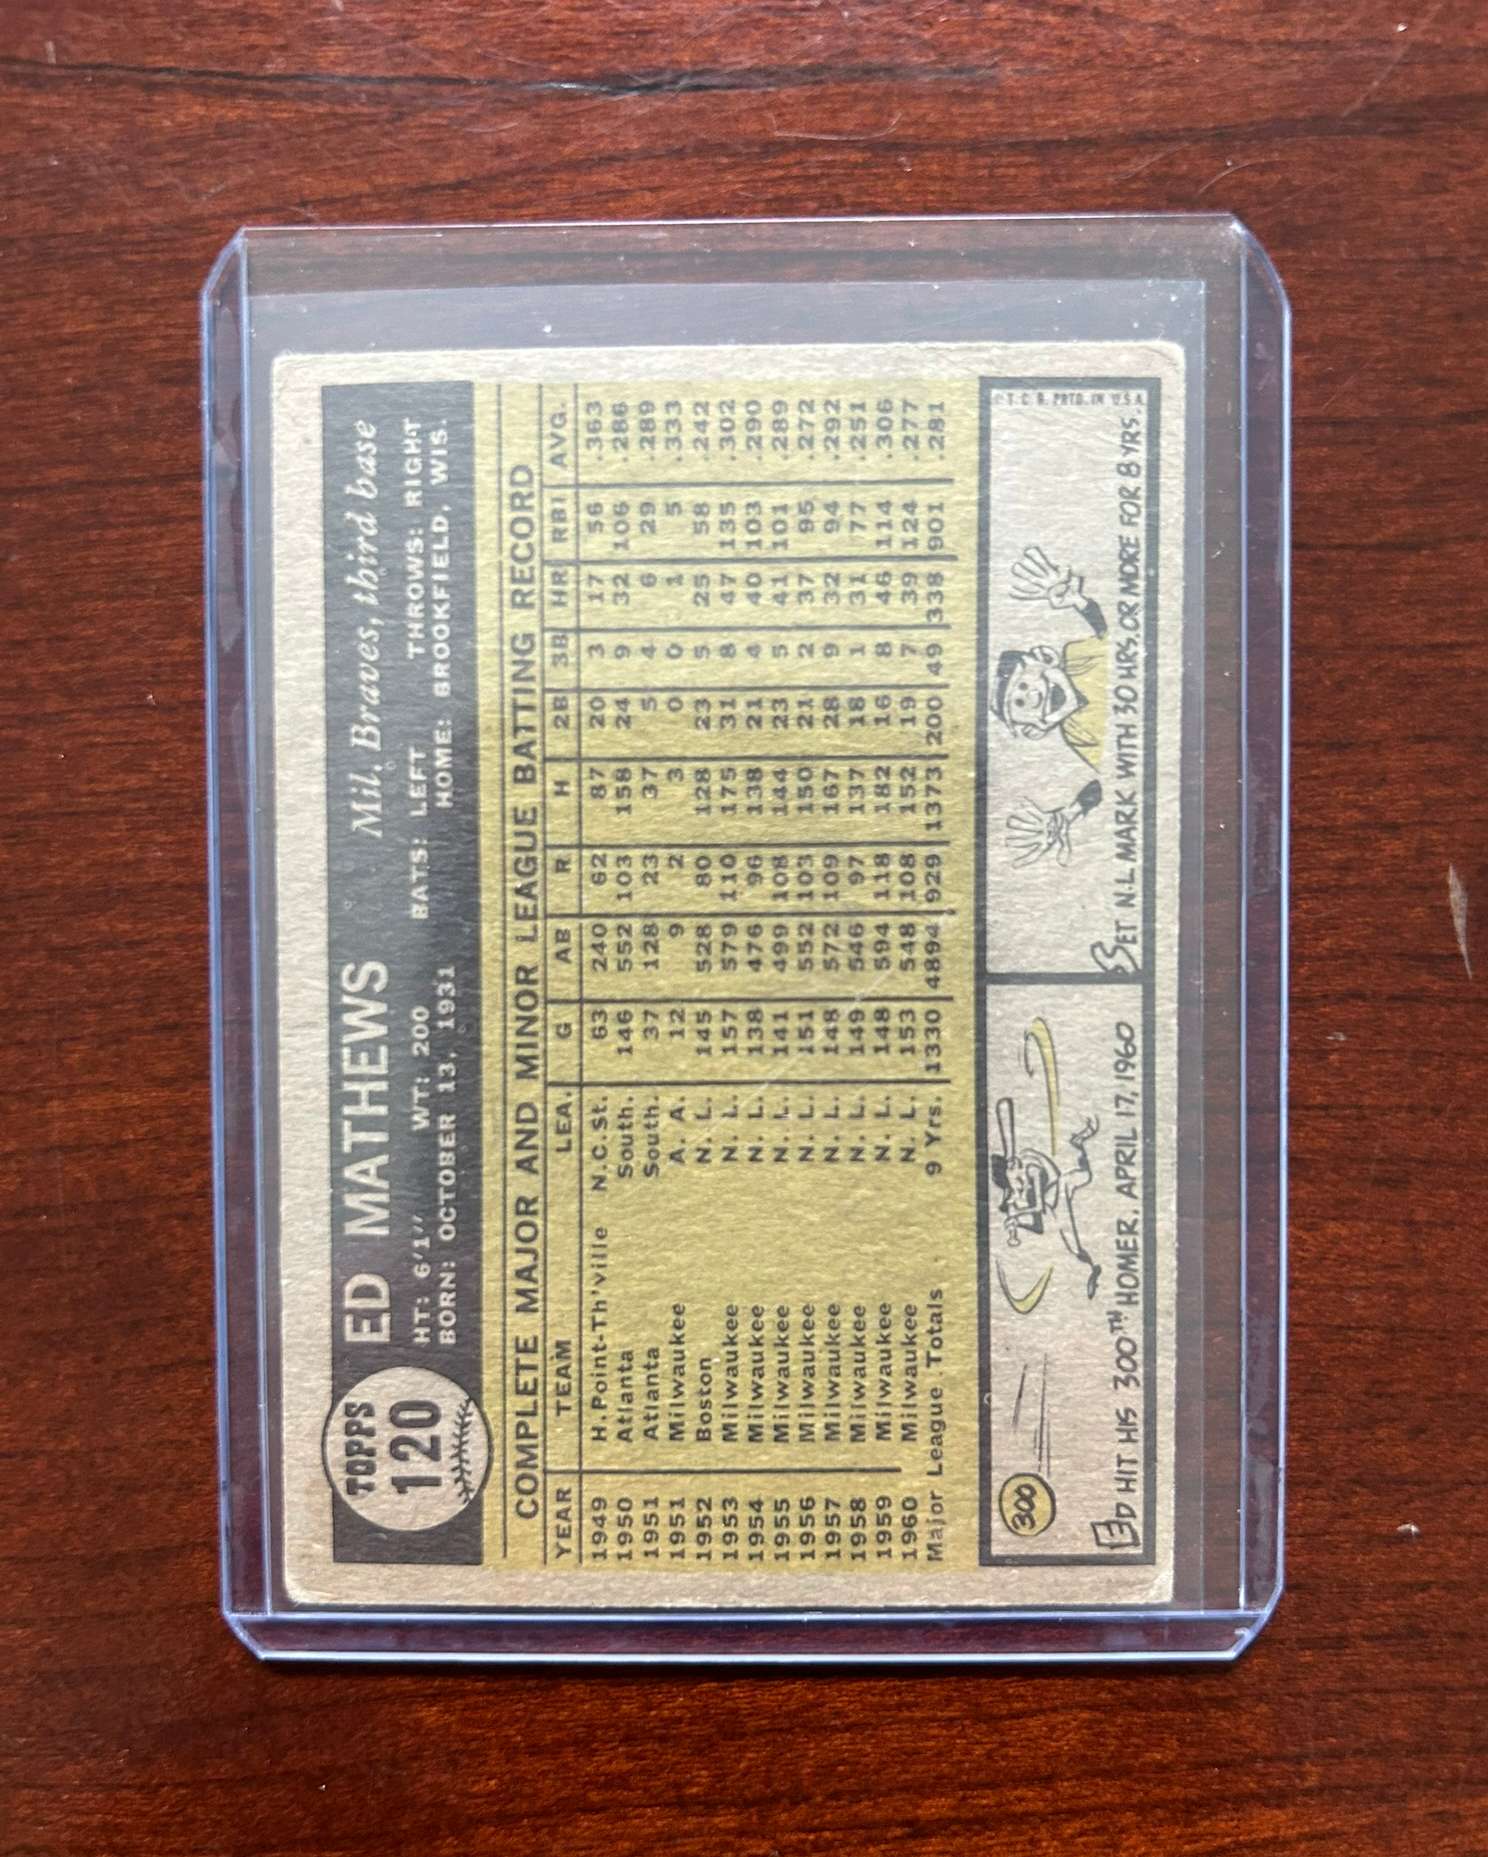 TOPPS
120
ED MATHEWS Mil. Braves, third base
HT: 6'1" WT: 200 BATS: LEFT THROWS: RIGHT
BORN: OCTOBER 13, 1931 HOME: BROOKFIELD, WIS.
COMPLETE MAJOR AND MINOR LEAGUE BATTING RECORD
YEAR TEAM LEA. G AB R H 2B 3B HR RBI AVG.
1949 H.Point-Th'ville N.C.St. 63 240 62 87 20 3 17 56 .363
1950 Atlanta South. 146 552 103 158 24 9 32 106 .286
1951 Atlanta South. 37 128 23 37 5 4 6 29 .289
1951 Milwaukee A. A. 12 9 2 3 0 0 1 5 .333
1952 Boston N. L. 145 528 80 128 23 5 25 58 .242
1953 Milwaukee N. L. 157 579 110 175 31 8 47 135 .302
1954 Milwaukee N. L. 138 476 96 138 21 4 40 103 .290
1955 Milwaukee N. L. 141 499 108 144 23 5 41 101 .289
1956 Milwaukee N. L. 151 552 103 150 21 2 37 95 .272
1957 Milwaukee N. L. 148 572 109 167 28 9 32 94 .292
1958 Milwaukee N. L. 149 546 97 137 18 1 31 77 .251
1959 Milwaukee N. L. 148 594 118 182 16 8 46 114 .306
1960 Milwaukee N. L. 153 548 108 152 19 7 39 124 .277
Major League Totals 9 Yrs. 1330 4894 929 1373 200 49 338 901 .281
300
ED HIT HIS 300TH HOMER, APRIL 17, 1960
SET N.L. MARK WITH 30 HRS. OR MORE FOR 8 YRS.
© T. C. G. PRTD. IN U.S.A.